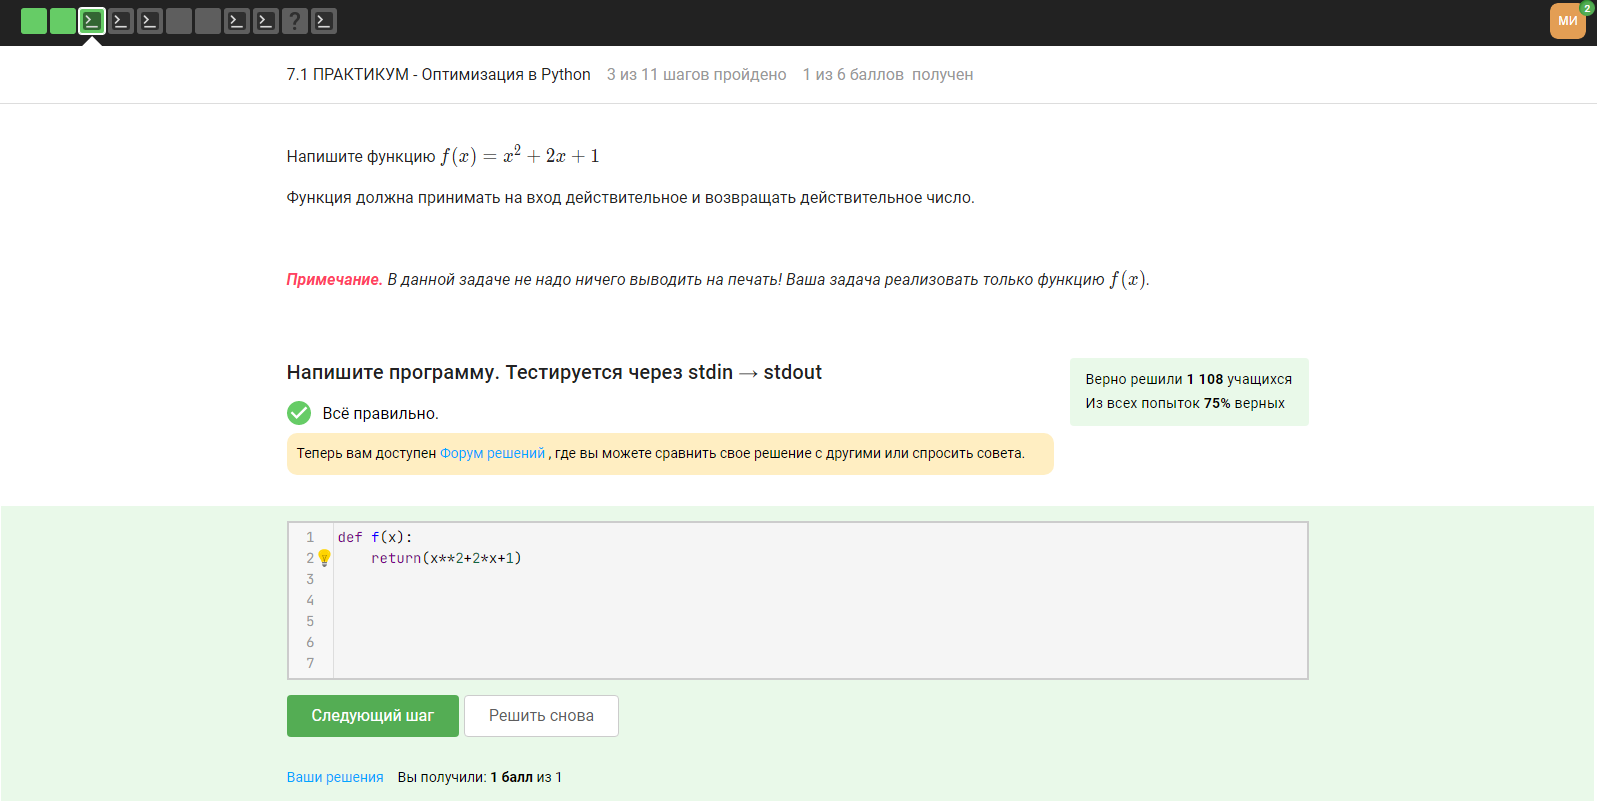 МИ
2
?
7.1 ПРАКТИКУМ - Оптимизация в Python 3 из 11 шагов пройдено 1 из 6 баллов получен
Напишите функцию f(x) = x² + 2x + 1
Функция должна принимать на вход действительное и возвращать действительное число.
Примечание. В данной задаче не надо ничего выводить на печать! Ваша задача реализовать только функцию f(x).
Напишите программу. Тестируется через stdin → stdout
Верно решили 1 108 учащихся
Из всех попыток 75% верных
Всё правильно.
Теперь вам доступен Форум решений , где вы можете сравнить свое решение с другими или спросить совета.
1 def f(x):
2     return(x**2+2*x+1)
3
4
5
6
7
Следующий шаг Решить снова
Ваши решения Вы получили: 1 балл из 1